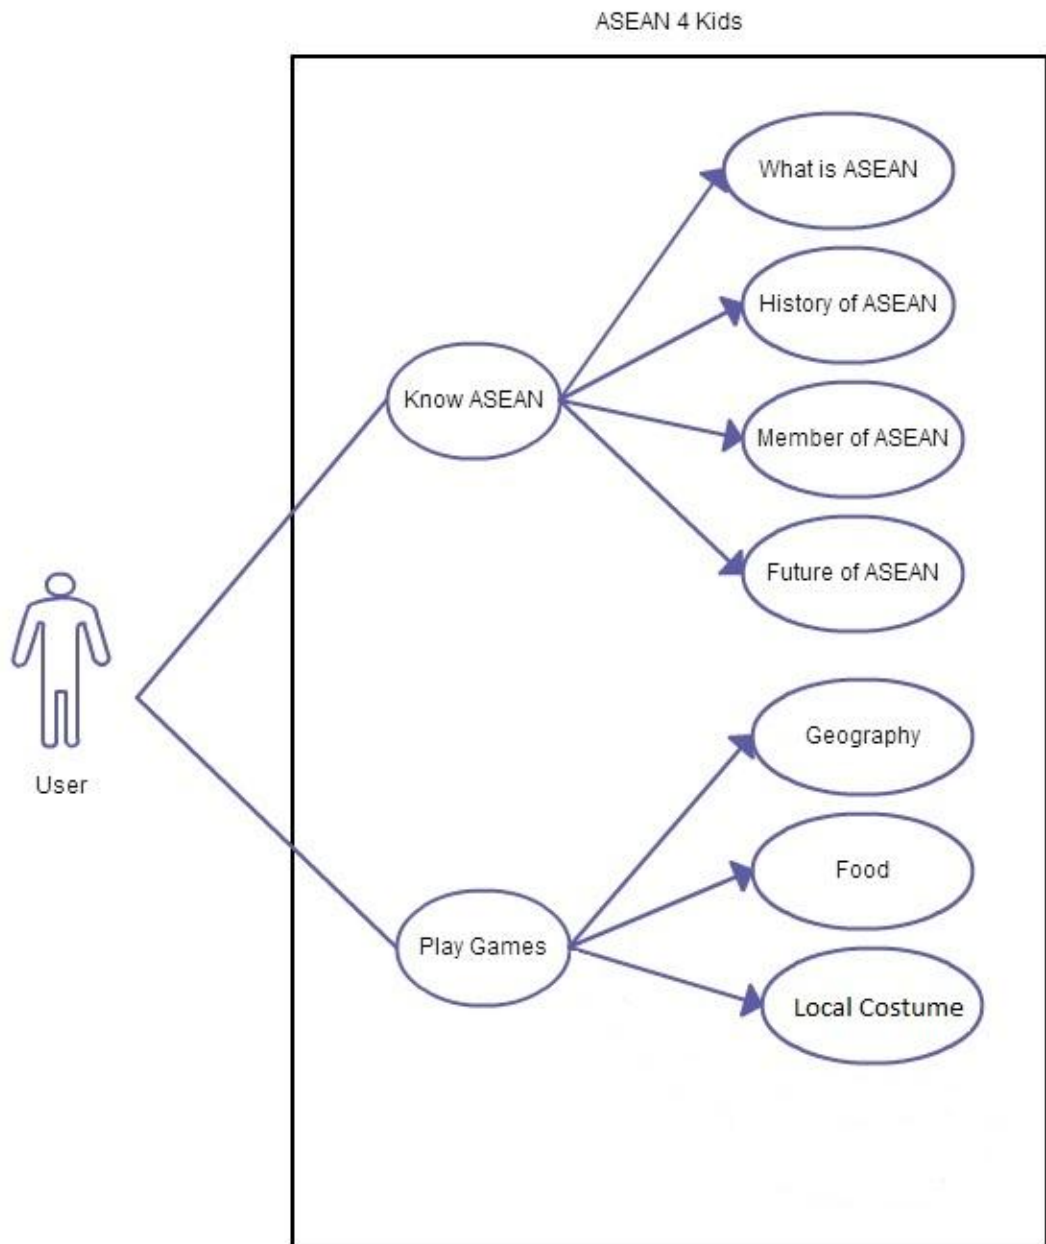 ASEAN 4 Kids
What is ASEAN
History of ASEAN
Know ASEAN
Member of ASEAN
Future of ASEAN
User
Geography
Food
Play Games
Local Costume